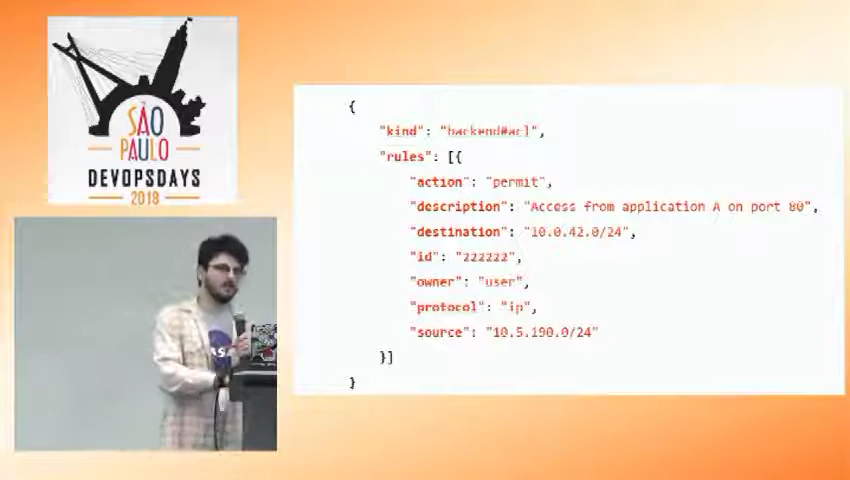 SÃO
PAULO
DEVOPSDAYS
2018
{
"kind": "backend#acl",
"rules": [{
"action": "permit",
"description": "Access from application A on port 80",
"destination": "10.0.42.0/24",
"id": "222222",
"owner": "user",
"protocol": "ip",
"source": "10.5.190.0/24"
}]
}